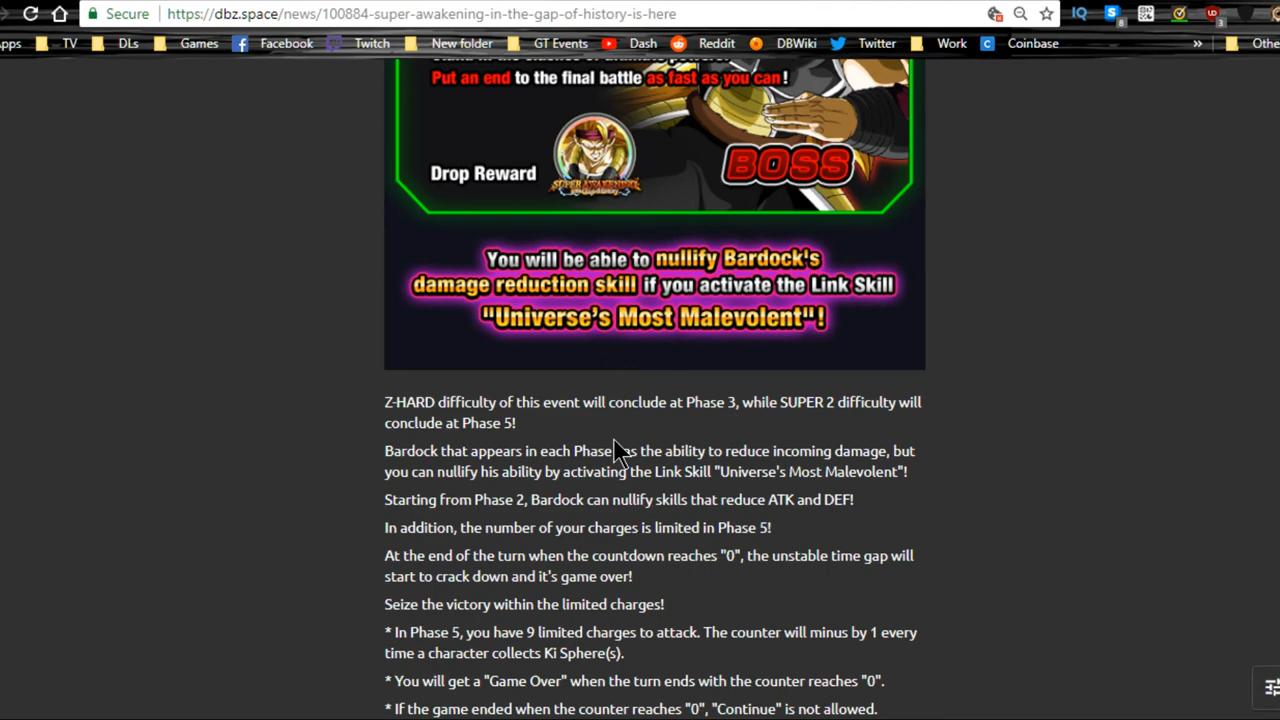 Secure https://dbz.space/news/100884-super-awakening-in-the-gap-of-history-is-here IQ 8 3
Apps TV DLs Games Facebook Twitch New folder GT Events Dash Reddit DBWiki Twitter Work Coinbase » Othe
Put an end to the final battle as fast as you can!
Drop Reward
SUPER AWAKENING
BOSS
You will be able to nullify Bardock's
damage reduction skill if you activate the Link Skill
"Universe's Most Malevolent"!
Z-HARD difficulty of this event will conclude at Phase 3, while SUPER 2 difficulty will
conclude at Phase 5!
Bardock that appears in each Phase has the ability to reduce incoming damage, but
you can nullify his ability by activating the Link Skill "Universe's Most Malevolent"!
Starting from Phase 2, Bardock can nullify skills that reduce ATK and DEF!
In addition, the number of your charges is limited in Phase 5!
At the end of the turn when the countdown reaches "0", the unstable time gap will
start to crack down and it's game over!
Seize the victory within the limited charges!
* In Phase 5, you have 9 limited charges to attack. The counter will minus by 1 every
time a character collects Ki Sphere(s).
* You will get a "Game Over" when the turn ends with the counter reaches "0".
* If the game ended when the counter reaches "0", "Continue" is not allowed.